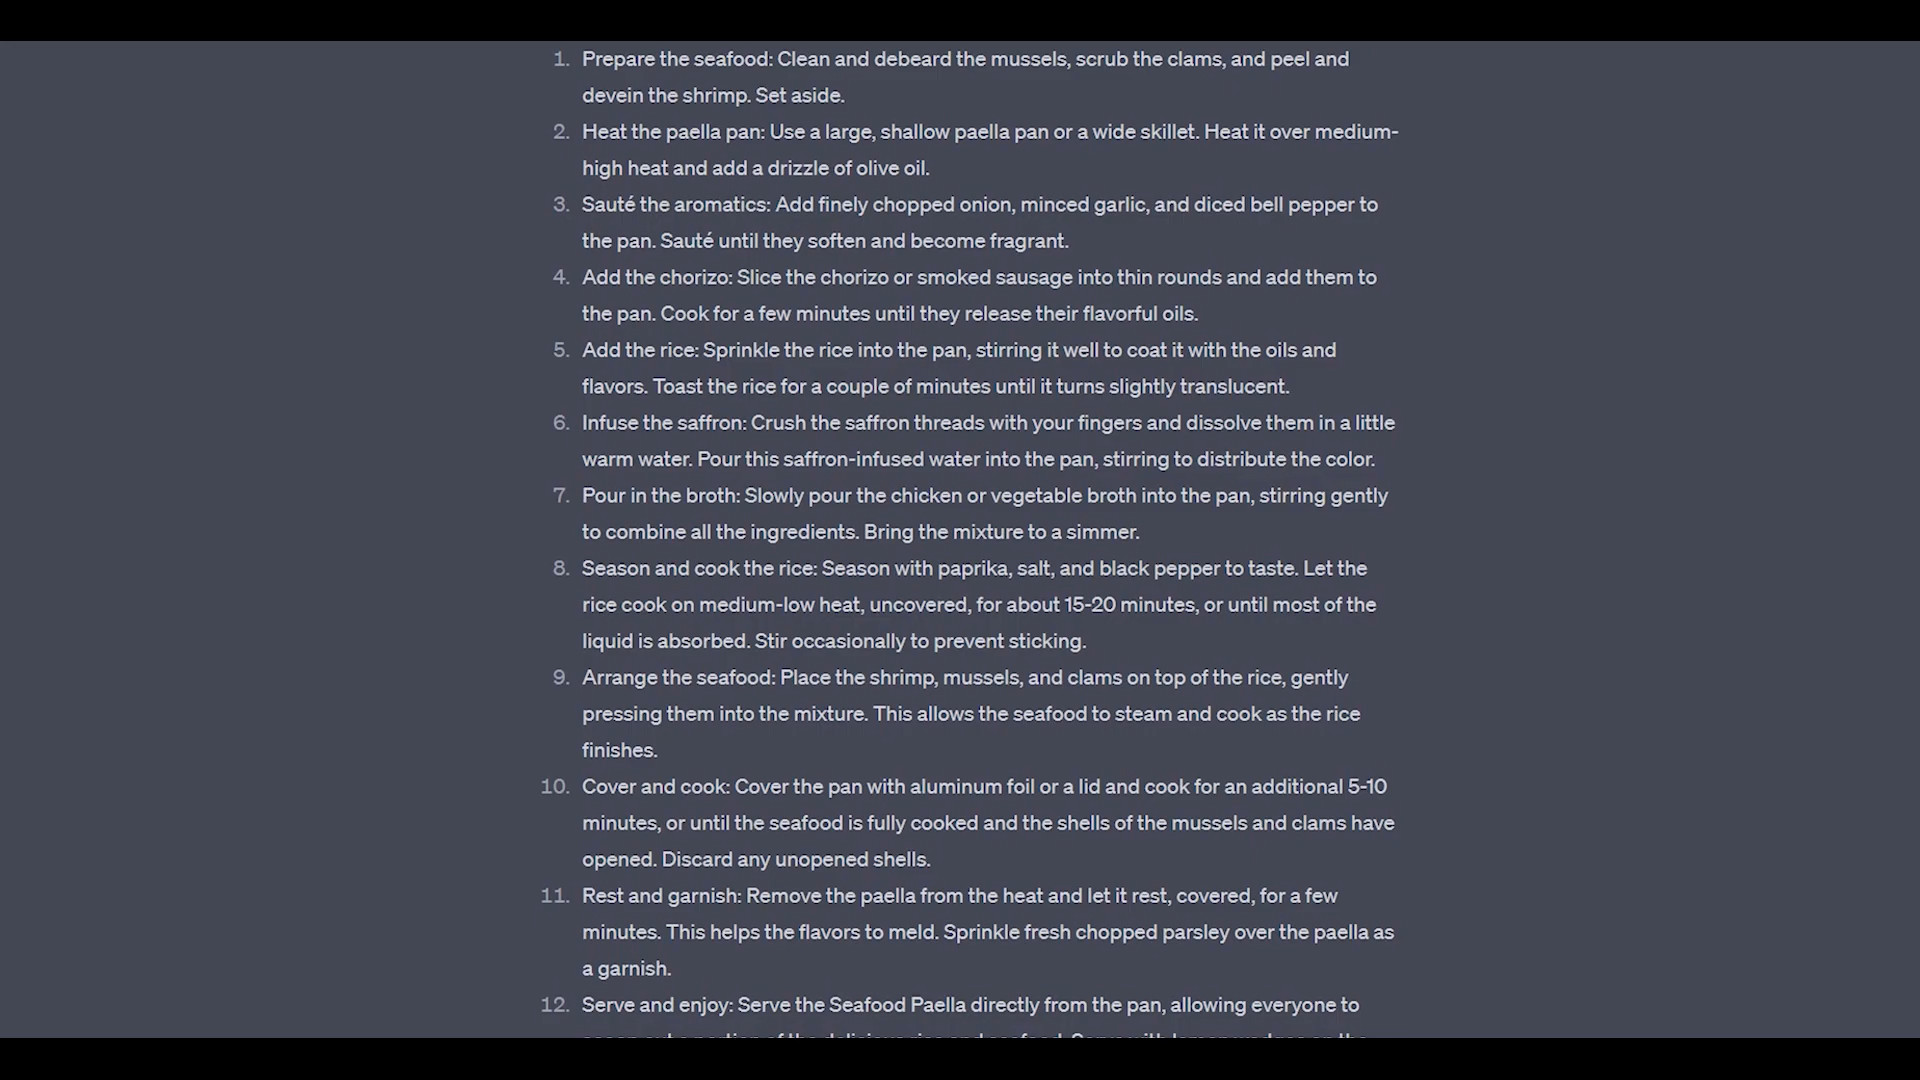 1. Prepare the seafood: Clean and debeard the mussels, scrub the clams, and peel and
devein the shrimp. Set aside.
2. Heat the paella pan: Use a large, shallow paella pan or a wide skillet. Heat it over medium-
high heat and add a drizzle of olive oil.
3. Sauté the aromatics: Add finely chopped onion, minced garlic, and diced bell pepper to
the pan. Sauté until they soften and become fragrant.
4. Add the chorizo: Slice the chorizo or smoked sausage into thin rounds and add them to
the pan. Cook for a few minutes until they release their flavorful oils.
5. Add the rice: Sprinkle the rice into the pan, stirring it well to coat it with the oils and
flavors. Toast the rice for a couple of minutes until it turns slightly translucent.
6. Infuse the saffron: Crush the saffron threads with your fingers and dissolve them in a little
warm water. Pour this saffron-infused water into the pan, stirring to distribute the color.
7. Pour in the broth: Slowly pour the chicken or vegetable broth into the pan, stirring gently
to combine all the ingredients. Bring the mixture to a simmer.
8. Season and cook the rice: Season with paprika, salt, and black pepper to taste. Let the
rice cook on medium-low heat, uncovered, for about 15-20 minutes, or until most of the
liquid is absorbed. Stir occasionally to prevent sticking.
9. Arrange the seafood: Place the shrimp, mussels, and clams on top of the rice, gently
pressing them into the mixture. This allows the seafood to steam and cook as the rice
finishes.
10. Cover and cook: Cover the pan with aluminum foil or a lid and cook for an additional 5-10
minutes, or until the seafood is fully cooked and the shells of the mussels and clams have
opened. Discard any unopened shells.
11. Rest and garnish: Remove the paella from the heat and let it rest, covered, for a few
minutes. This helps the flavors to meld. Sprinkle fresh chopped parsley over the paella as
a garnish.
12. Serve and enjoy: Serve the Seafood Paella directly from the pan, allowing everyone to